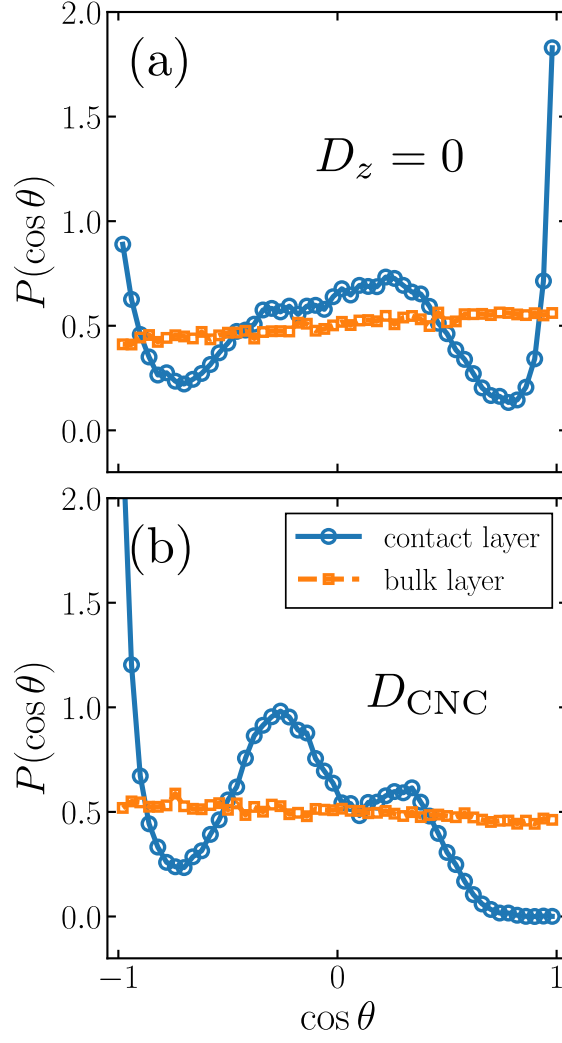 2.0
(a)
1.5
D_z = 0
1.0
P(cos θ)
0.5
0.0
2.0
(b)
contact layer
bulk layer
1.5
D_CNC
1.0
P(cos θ)
0.5
0.0
−1 0 1
cos θ